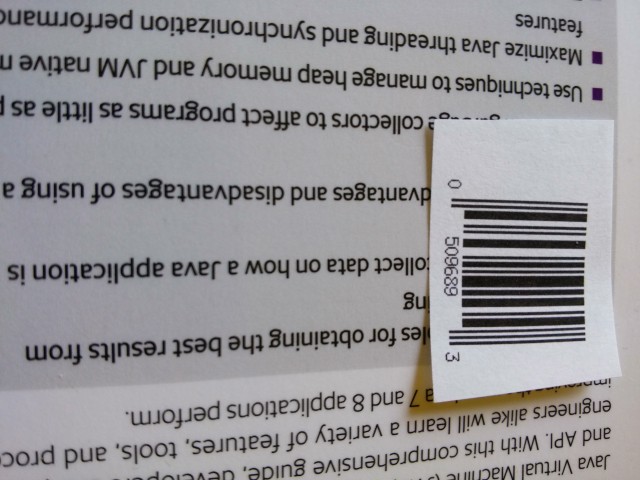 Java Virtual Machine
and API. With this comprehensive guide,
engineers alike will learn a variety of features, tools, and
improving the 7 and 8 applications perform.
for obtaining the best results from
data on how a Java application is
and disadvantages of using a
collectors to affect programs as little as
Use techniques to manage heap memory and JVM native
Maximize Java threading and synchronization
features
0 509689 3